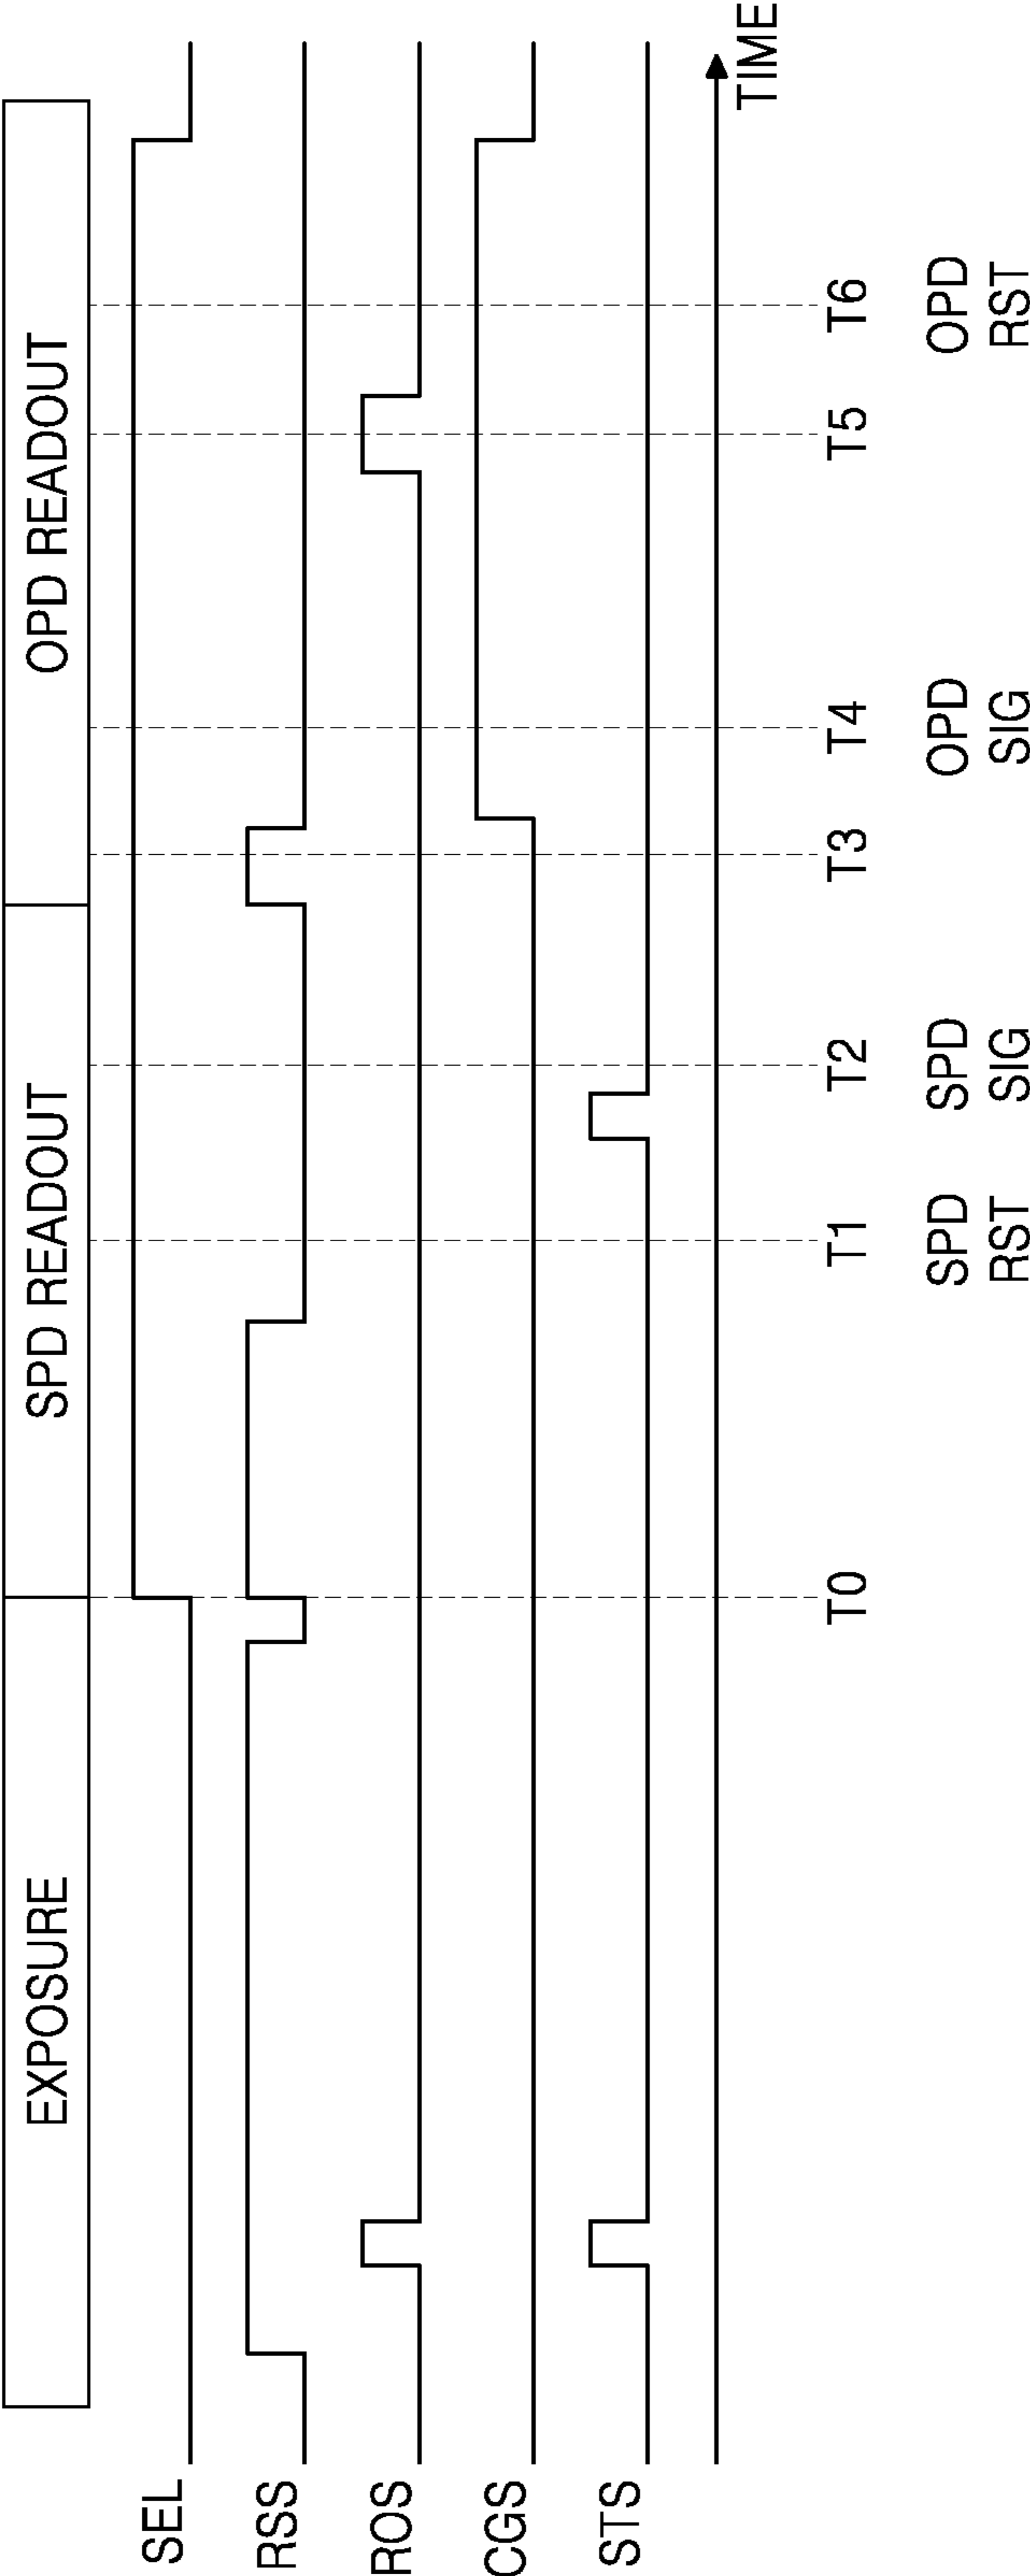 EXPOSURE
SPD READOUT
OPD READOUT
SEL
RSS
ROS
CGS
STS
TIME
T0
T1
T2
T3
T4
T5
T6
SPD
RST
SPD
SIG
OPD
SIG
OPD
RST